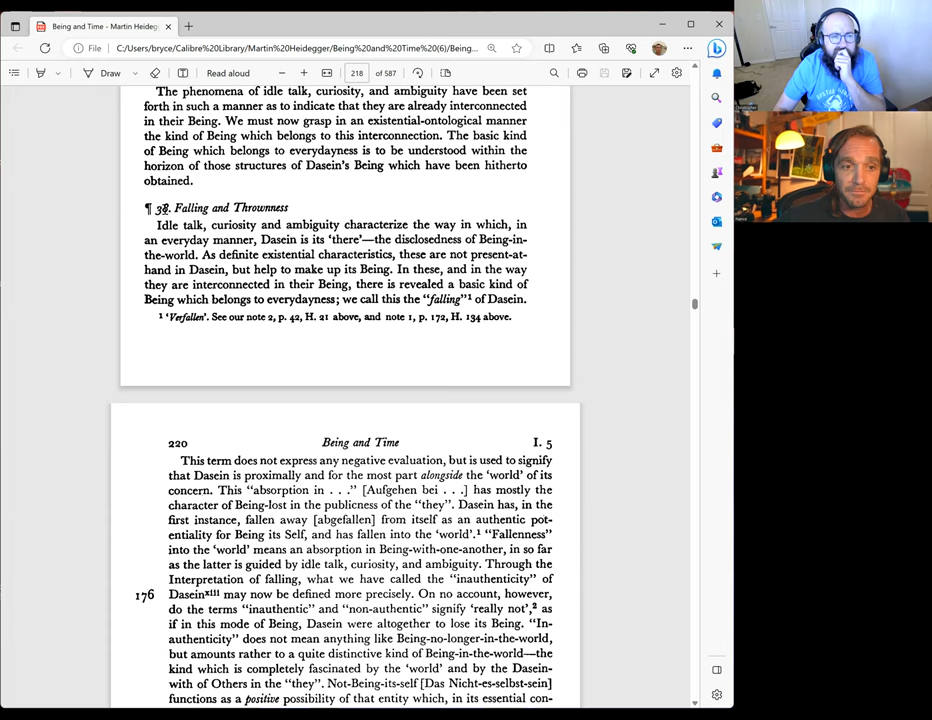 Being and Time - Martin Heideg
File
C:/Users/bryce/Calibre%20Library/Martin%20Heidegger/Being%20and%20Time%20(6)/Being...
Draw
Read aloud
218 of 587
The phenomena of idle talk, curiosity, and ambiguity have been set
forth in such a manner as to indicate that they are already interconnected
in their Being. We must now grasp in an existential-ontological manner
the kind of Being which belongs to this interconnection. The basic kind
of Being which belongs to everydayness is to be understood within the
horizon of those structures of Dasein's Being which have been hitherto
obtained.
¶ 38. Falling and Thrownness
Idle talk, curiosity and ambiguity characterize the way in which, in
an everyday manner, Dasein is its 'there'—the disclosedness of Being-in-
the-world. As definite existential characteristics, these are not present-at-
hand in Dasein, but help to make up its Being. In these, and in the way
they are interconnected in their Being, there is revealed a basic kind of
Being which belongs to everydayness; we call this the "falling"¹ of Dasein.
¹ 'Verfallen'. See our note 2, p. 42, H. 21 above, and note 1, p. 172, H. 134 above.
220 Being and Time I. 5
This term does not express any negative evaluation, but is used to signify
that Dasein is proximally and for the most part alongside the 'world' of its
concern. This "absorption in . . ." [Aufgehen bei . . .] has mostly the
character of Being-lost in the publicness of the "they". Dasein has, in the
first instance, fallen away [abgefallen] from itself as an authentic pot-
entiality for Being its Self, and has fallen into the 'world'.¹ "Fallenness"
into the 'world' means an absorption in Being-with-one-another, in so far
as the latter is guided by idle talk, curiosity, and ambiguity. Through the
Interpretation of falling, what we have called the "inauthenticity" of
176 Daseinxiii may now be defined more precisely. On no account, however,
do the terms "inauthentic" and "non-authentic" signify 'really not',² as
if in this mode of Being, Dasein were altogether to lose its Being. "In-
authenticity" does not mean anything like Being-no-longer-in-the-world,
but amounts rather to a quite distinctive kind of Being-in-the-world—the
kind which is completely fascinated by the 'world' and by the Dasein-
with of Others in the "they". Not-Being-its-self [Das Nicht-es-selbst-sein]
functions as a positive possibility of that entity which, in its essential con-